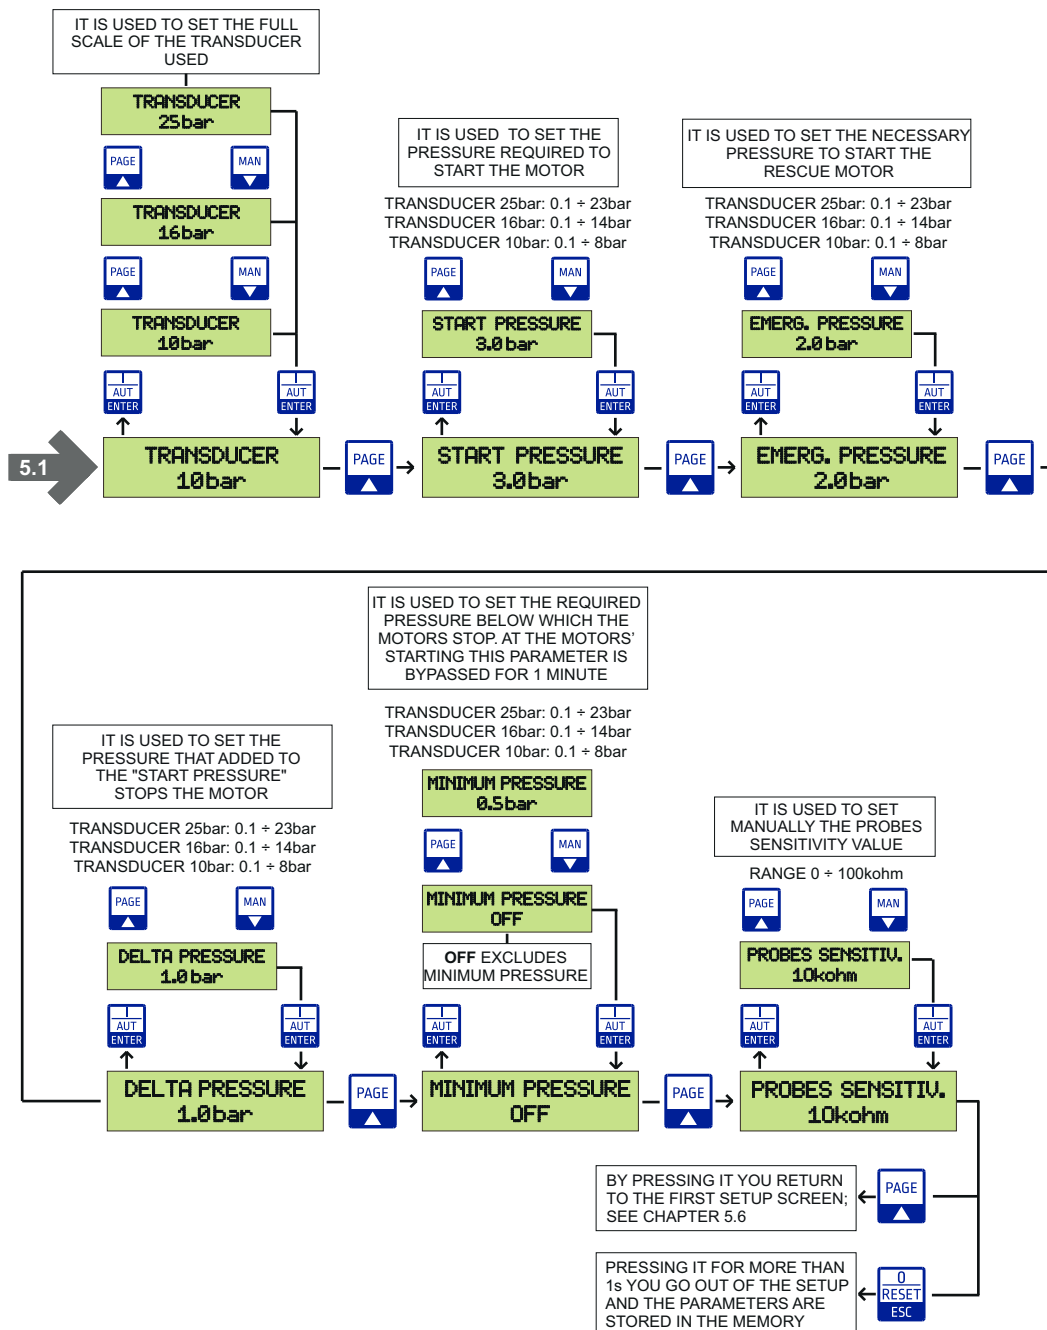 IT IS USED TO SET THE FULL
SCALE OF THE TRANSDUCER
USED
TRANSDUCER
25bar
PAGE
MAN
TRANSDUCER
16bar
PAGE
MAN
TRANSDUCER
10bar
I
AUT
ENTER
I
AUT
ENTER
5.1
TRANSDUCER
10bar
PAGE
IT IS USED TO SET THE
PRESSURE REQUIRED TO
START THE MOTOR
TRANSDUCER 25bar: 0.1 ÷ 23bar
TRANSDUCER 16bar: 0.1 ÷ 14bar
TRANSDUCER 10bar: 0.1 ÷ 8bar
PAGE
MAN
START PRESSURE
3.0 bar
I
AUT
ENTER
I
AUT
ENTER
START PRESSURE
3.0bar
PAGE
IT IS USED TO SET THE NECESSARY
PRESSURE TO START THE
RESCUE MOTOR
TRANSDUCER 25bar: 0.1 ÷ 23bar
TRANSDUCER 16bar: 0.1 ÷ 14bar
TRANSDUCER 10bar: 0.1 ÷ 8bar
PAGE
MAN
EMERG. PRESSURE
2.0 bar
I
AUT
ENTER
I
AUT
ENTER
EMERG. PRESSURE
2.0bar
PAGE
IT IS USED TO SET THE
PRESSURE THAT ADDED TO
THE "START PRESSURE"
STOPS THE MOTOR
TRANSDUCER 25bar: 0.1 ÷ 23bar
TRANSDUCER 16bar: 0.1 ÷ 14bar
TRANSDUCER 10bar: 0.1 ÷ 8bar
PAGE
MAN
DELTA PRESSURE
1.0 bar
I
AUT
ENTER
I
AUT
ENTER
DELTA PRESSURE
1.0bar
PAGE
IT IS USED TO SET THE REQUIRED
PRESSURE BELOW WHICH THE
MOTORS STOP. AT THE MOTORS'
STARTING THIS PARAMETER IS
BYPASSED FOR 1 MINUTE
TRANSDUCER 25bar: 0.1 ÷ 23bar
TRANSDUCER 16bar: 0.1 ÷ 14bar
TRANSDUCER 10bar: 0.1 ÷ 8bar
MINIMUM PRESSURE
0.5bar
PAGE
MAN
MINIMUM PRESSURE
OFF
OFF EXCLUDES
MINIMUM PRESSURE
I
AUT
ENTER
I
AUT
ENTER
MINIMUM PRESSURE
OFF
PAGE
IT IS USED TO SET
MANUALLY THE PROBES
SENSITIVITY VALUE
RANGE 0 ÷ 100kohm
PAGE
MAN
PROBES SENSITIV.
10kohm
I
AUT
ENTER
I
AUT
ENTER
PROBES SENSITIV.
10kohm
BY PRESSING IT YOU RETURN
TO THE FIRST SETUP SCREEN;
SEE CHAPTER 5.6
PAGE
PRESSING IT FOR MORE THAN
1s YOU GO OUT OF THE SETUP
AND THE PARAMETERS ARE
STORED IN THE MEMORY
0
RESET
ESC